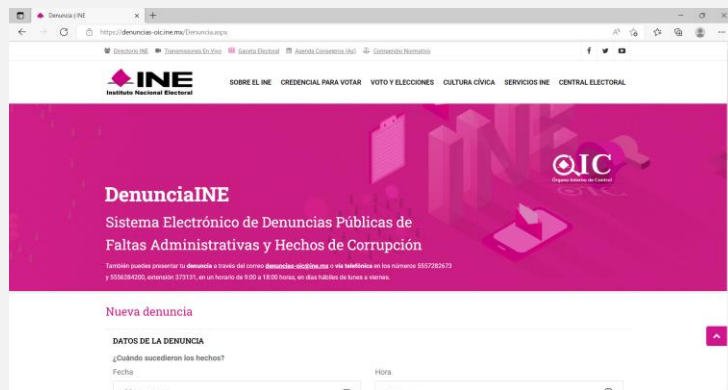 Denuncia | INE
https://denuncias-oic.ine.mx/Denuncia.aspx
Directorio INE Transmisiones En Vivo Gaceta Electoral Agenda Consejeros (as) Compendio Normativo
INE
Instituto Nacional Electoral
SOBRE EL INE CREDENCIAL PARA VOTAR VOTO Y ELECCIONES CULTURA CÍVICA SERVICIOS INE CENTRAL ELECTORAL
OIC
Órgano Interno de Control
DenunciaINE
Sistema Electrónico de Denuncias Públicas de
Faltas Administrativas y Hechos de Corrupción
También puedes presentar tu denuncia a través del correo denuncias-oic@ine.mx o vía telefónica en los números 5557282673
y 5556284200, extensión 373131, en un horario de 9:00 a 18:00 horas, en días hábiles de lunes a viernes.
Nueva denuncia
DATOS DE LA DENUNCIA
¿Cuándo sucedieron los hechos?
Fecha Hora